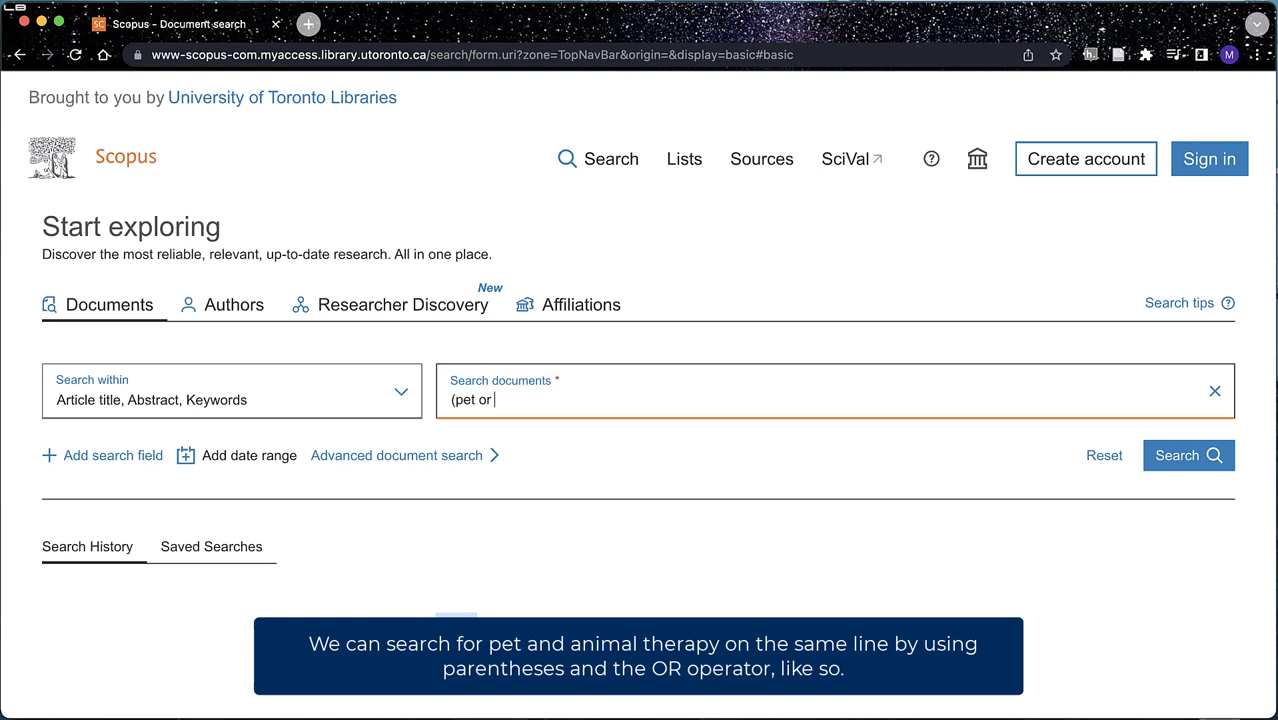 Scopus - Document search
www-scopus-com.myaccess.library.utoronto.ca/search/form.uri?zone=TopNavBar&origin=&display=basic#basic
M
Brought to you by University of Toronto Libraries
Scopus
Search
Lists
Sources
SciVal
Create account
Sign in
Start exploring
Discover the most reliable, relevant, up-to-date research. All in one place.
Documents
Authors
Researcher Discovery
New
Affiliations
Search tips
Search within
Article title, Abstract, Keywords
Search documents *
(pet or
Add search field
Add date range
Advanced document search
Reset
Search
Search History
Saved Searches
We can search for pet and animal therapy on the same line by using
parentheses and the OR operator, like so.